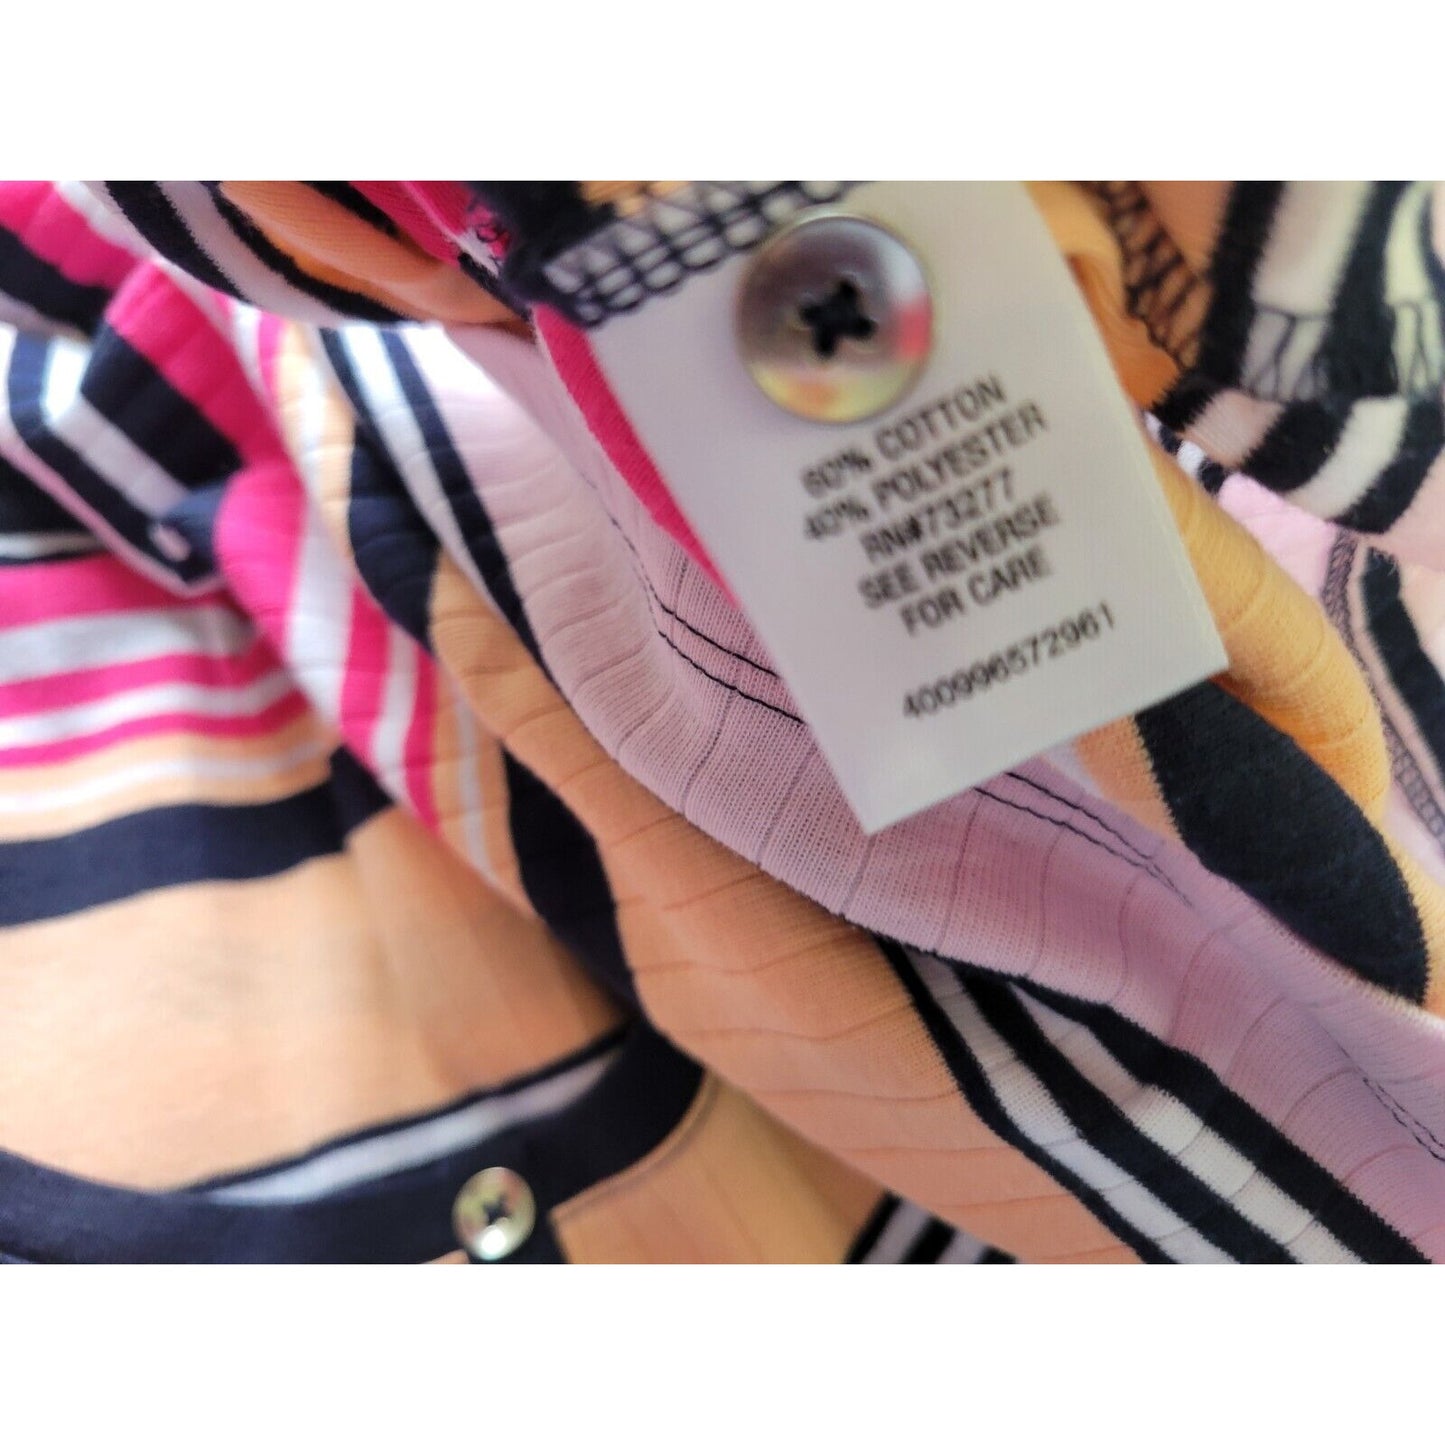 60% COTTON
40% POLYESTER
RN#73277
SEE REVERSE
FOR CARE
400996572961